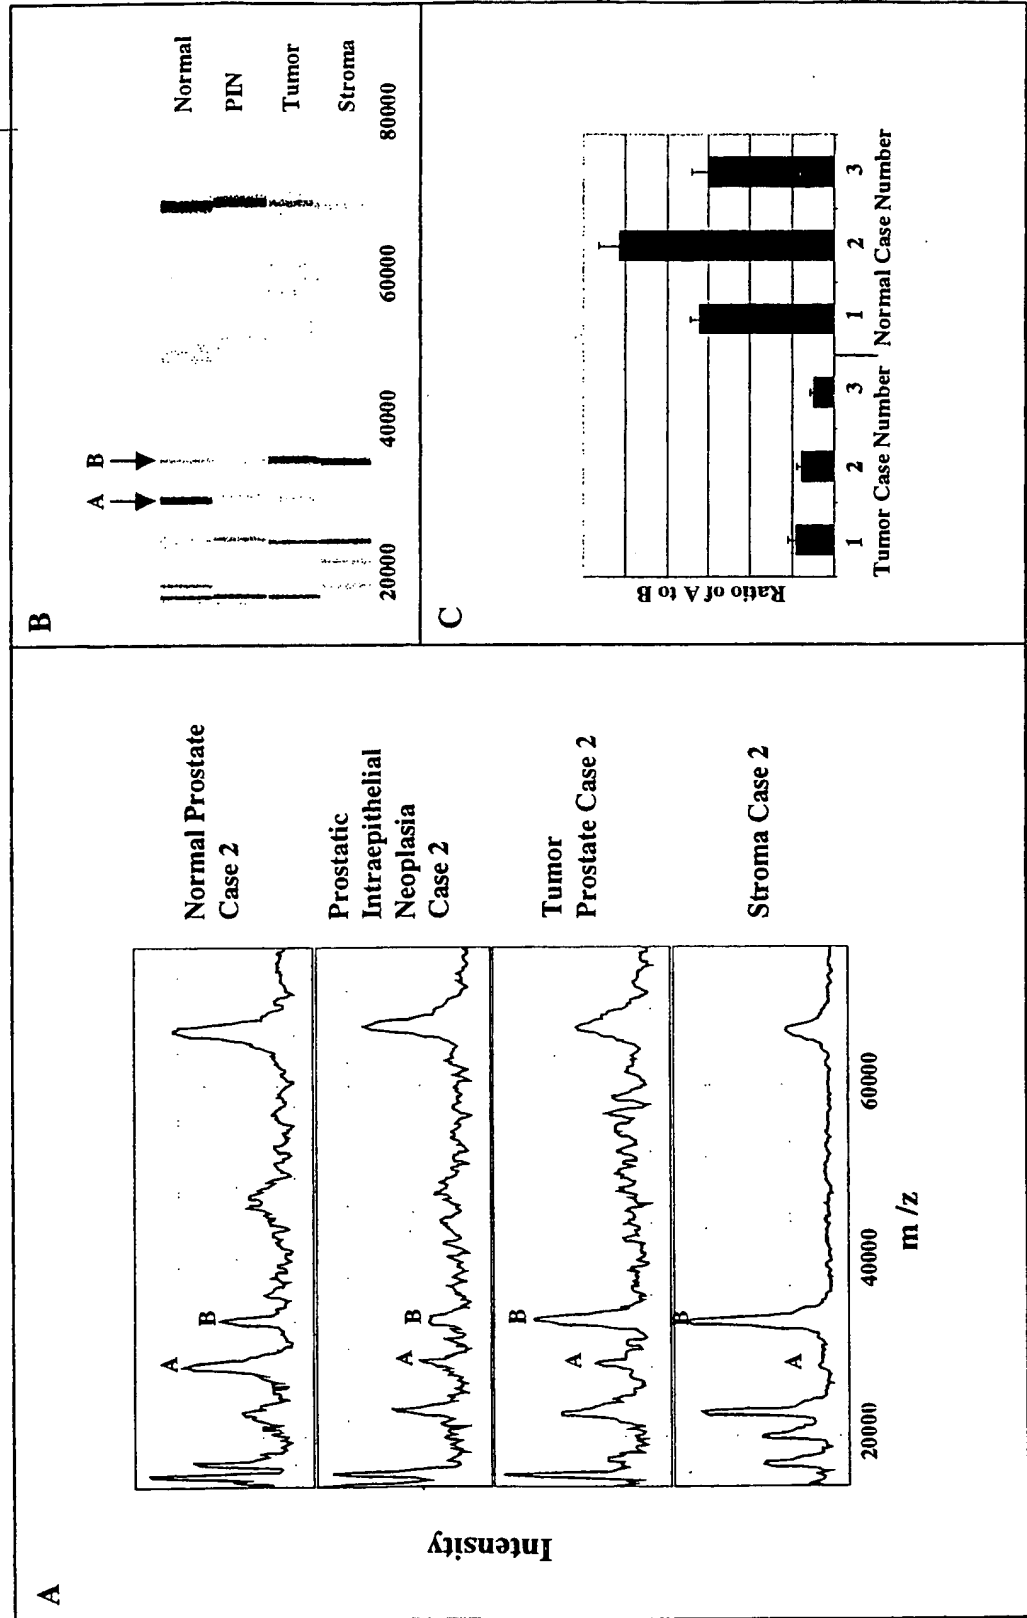 A
Intensity
Normal Prostate
Case 2
A
B
Prostatic
Intraepithelial
Neoplasia
Case 2
A
B
Tumor
Prostate Case 2
A
B
Stroma Case 2
A
B
20000
40000
60000
m /z
B
A
B
Normal
PIN
Tumor
Stroma
20000
40000
60000
80000
C
Ratio of A to B
1
2
3
1
2
3
Tumor Case Number
Normal Case Number